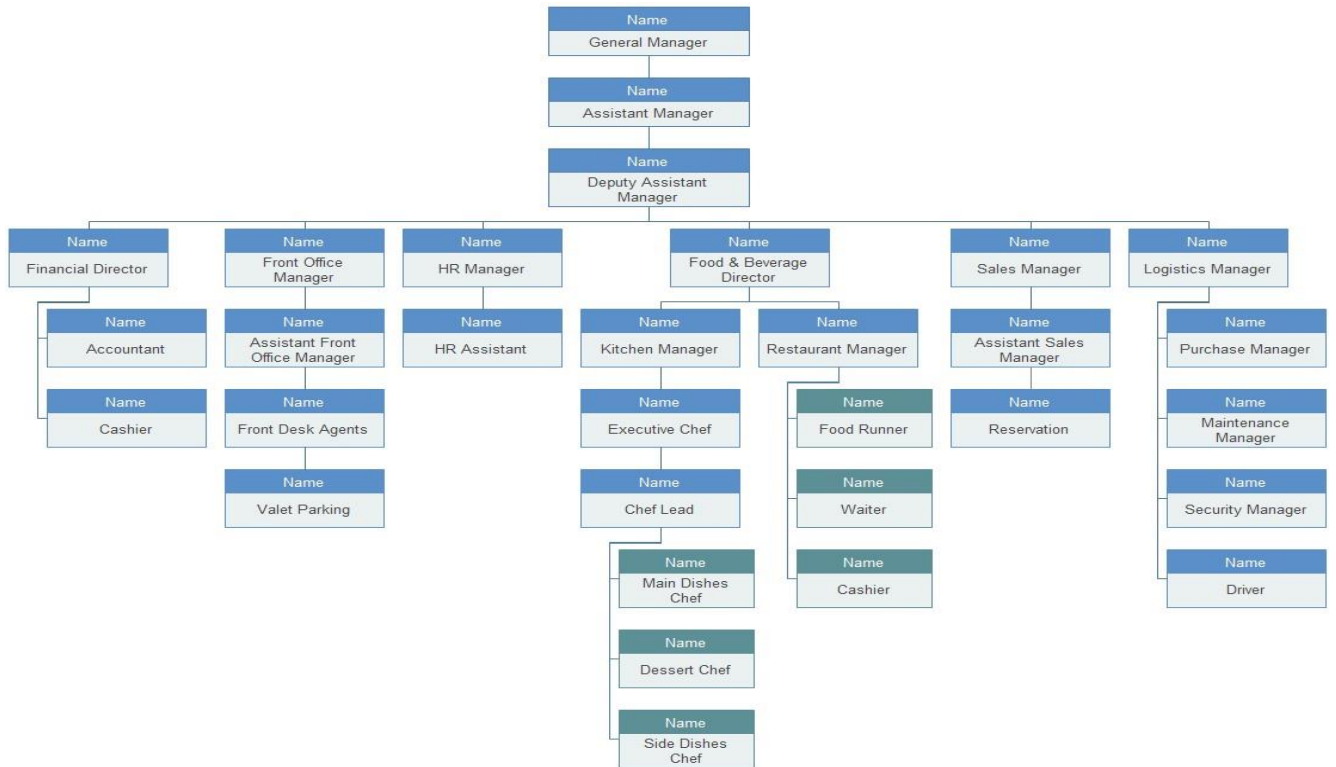 Name
General Manager
Name
Assistant Manager
Name
Deputy Assistant
Manager
Name
Financial Director
Name
Front Office
Manager
Name
HR Manager
Name
Food & Beverage
Director
Name
Sales Manager
Name
Logistics Manager
Name
Accountant
Name
Assistant Front
Office Manager
Name
HR Assistant
Name
Kitchen Manager
Name
Restaurant Manager
Name
Assistant Sales
Manager
Name
Purchase Manager
Name
Cashier
Name
Front Desk Agents
Name
Executive Chef
Name
Food Runner
Name
Reservation
Name
Maintenance
Manager
Name
Valet Parking
Name
Chef Lead
Name
Waiter
Name
Security Manager
Name
Main Dishes
Chef
Name
Cashier
Name
Driver
Name
Dessert Chef
Name
Side Dishes
Chef